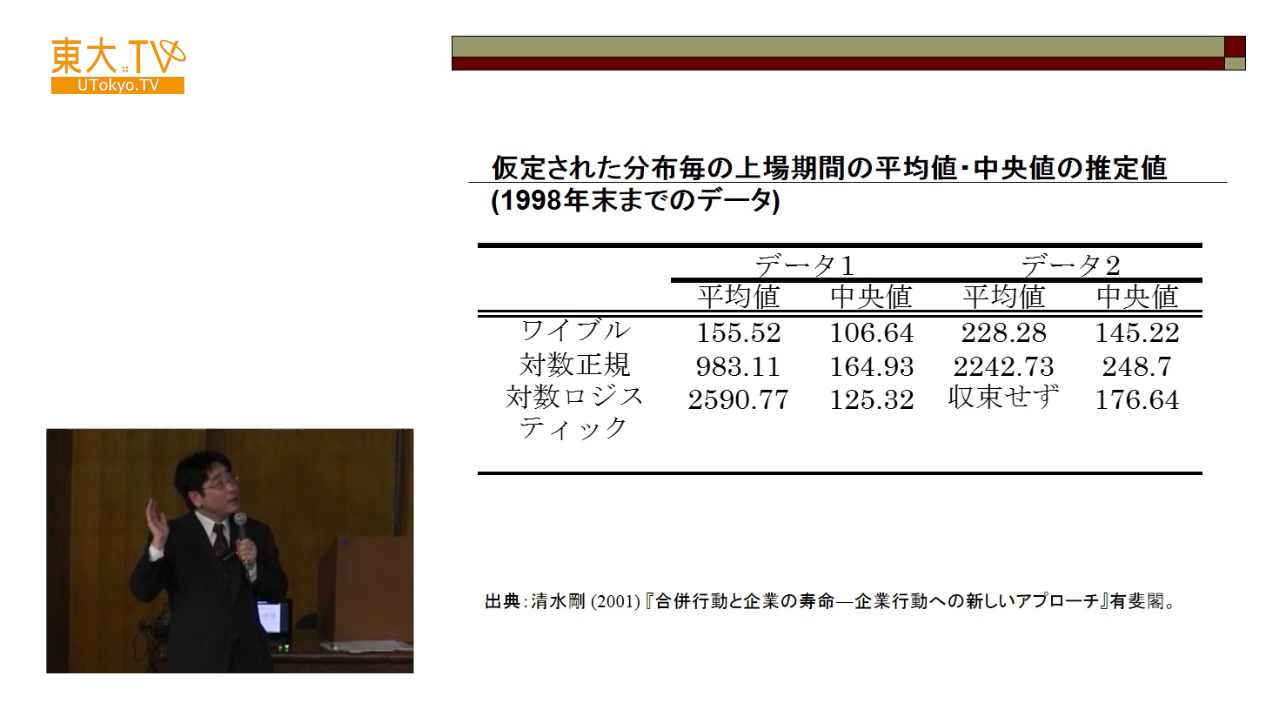 東大.TV
UTokyo.TV
仮定された分布毎の上場期間の平均値・中央値の推定値
(1998年末までのデータ)
データ1 データ2
平均値 中央値 平均値 中央値
ワイブル 155.52 106.64 228.28 145.22
対数正規 983.11 164.93 2242.73 248.7
対数ロジス 2590.77 125.32 収束せず 176.64
ティック
出典：清水剛 (2001)『合併行動と企業の寿命―企業行動への新しいアプローチ』有斐閣。